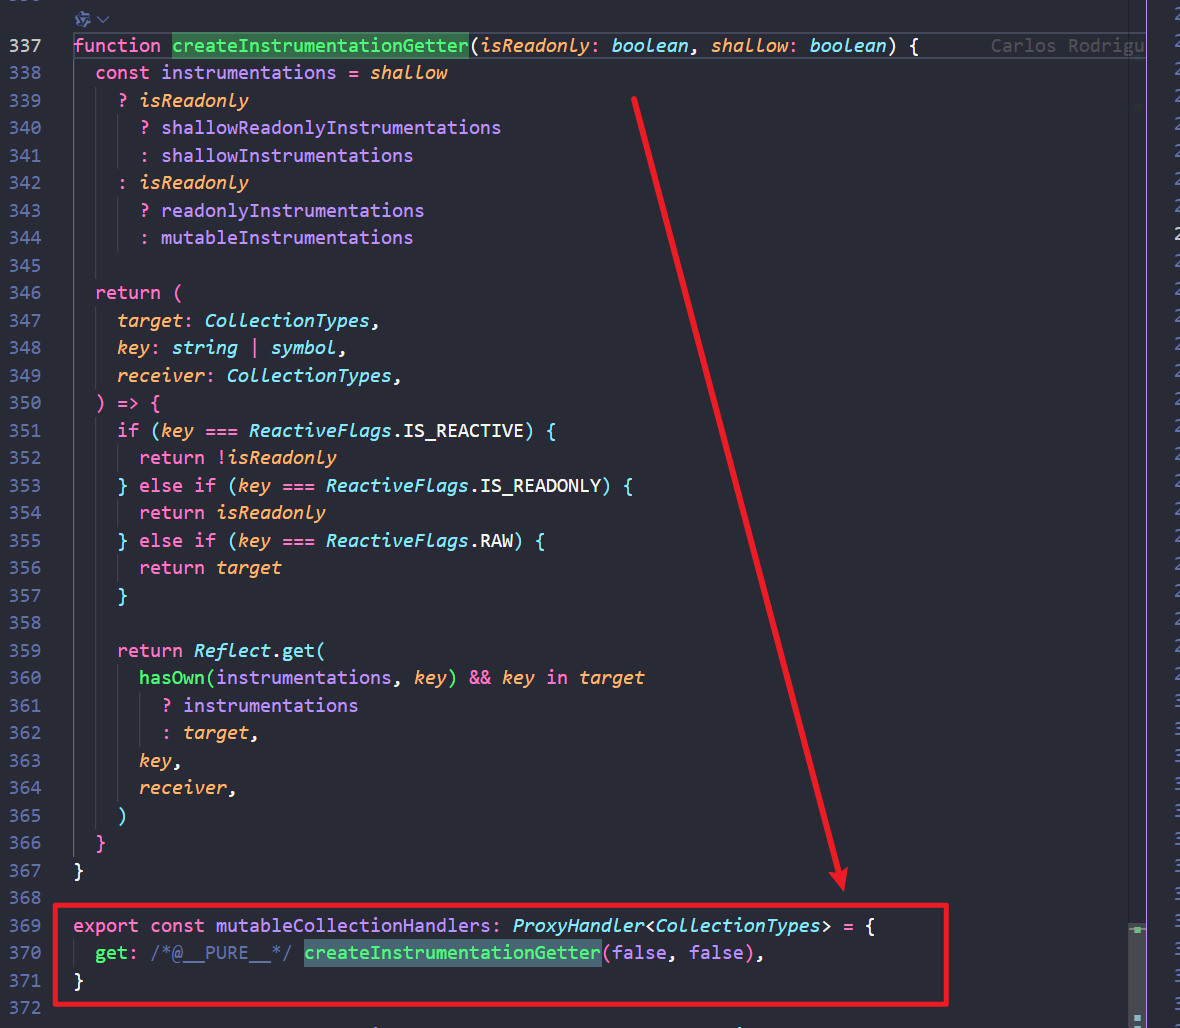 337 function createInstrumentationGetter(isReadonly: boolean, shallow: boolean) { Carlos Rodrigu
338 const instrumentations = shallow
339 ? isReadonly
340 ? shallowReadonlyInstrumentations
341 : shallowInstrumentations
342 : isReadonly
343 ? readonlyInstrumentations
344 : mutableInstrumentations
345
346 return (
347 target: CollectionTypes,
348 key: string | symbol,
349 receiver: CollectionTypes,
350 ) => {
351 if (key === ReactiveFlags.IS_REACTIVE) {
352 return !isReadonly
353 } else if (key === ReactiveFlags.IS_READONLY) {
354 return isReadonly
355 } else if (key === ReactiveFlags.RAW) {
356 return target
357 }
358
359 return Reflect.get(
360 hasOwn(instrumentations, key) && key in target
361 ? instrumentations
362 : target,
363 key,
364 receiver,
365 )
366 }
367 }
368
369 export const mutableCollectionHandlers: ProxyHandler<CollectionTypes> = {
370 get: /*@__PURE__*/ createInstrumentationGetter(false, false),
371 }
372